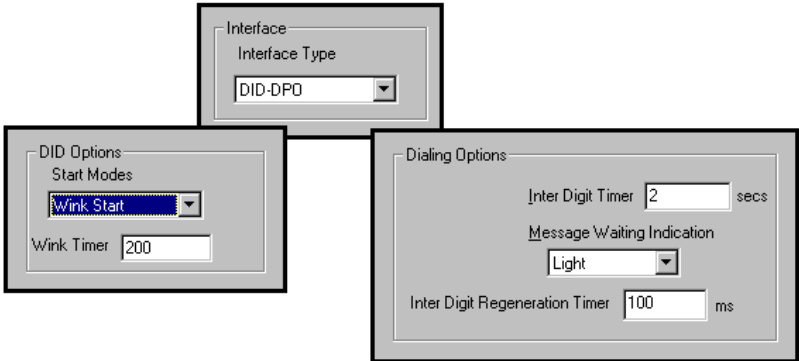 Interface
Interface Type
DID-DPO
DID Options
Start Modes
Wink Start
Wink Timer 200
Dialing Options
Inter Digit Timer 2 secs
Message Waiting Indication
Light
Inter Digit Regeneration Timer 100 ms